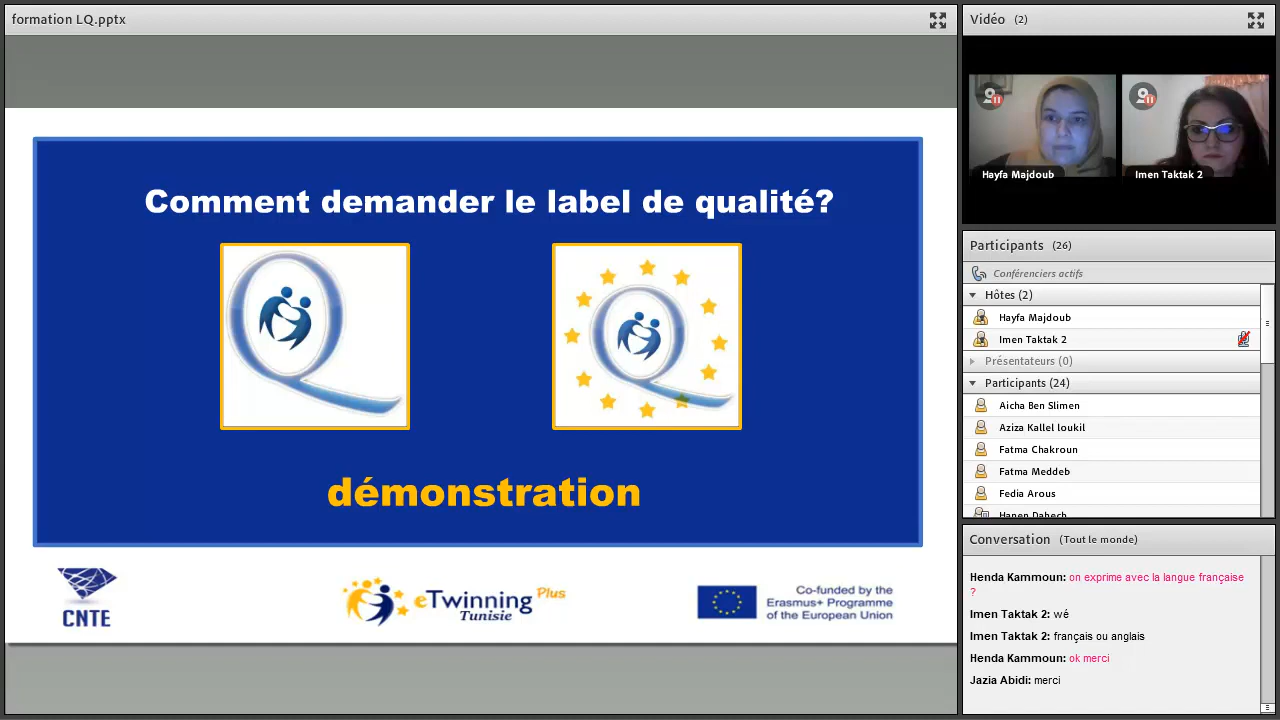 formation LQ.pptx
Comment demander le label de qualité?
démonstration
CNTE
eTwinning Plus
Tunisie
Co-funded by the
Erasmus+ Programme
of the European Union
Vidéo (2)
Hayfa Majdoub
Imen Taktak 2
Participants (26)
Conférenciers actifs
Hôtes (2)
Hayfa Majdoub
Imen Taktak 2
Présentateurs (0)
Participants (24)
Aicha Ben Slimen
Aziza Kallel loukil
Fatma Chakroun
Fatma Meddeb
Fedia Arous
Hanen Dabech
Conversation (Tout le monde)
Henda Kammoun: on exprime avec la langue française
?
Imen Taktak 2: wé
Imen Taktak 2: français ou anglais
Henda Kammoun: ok merci
Jazia Abidi: merci